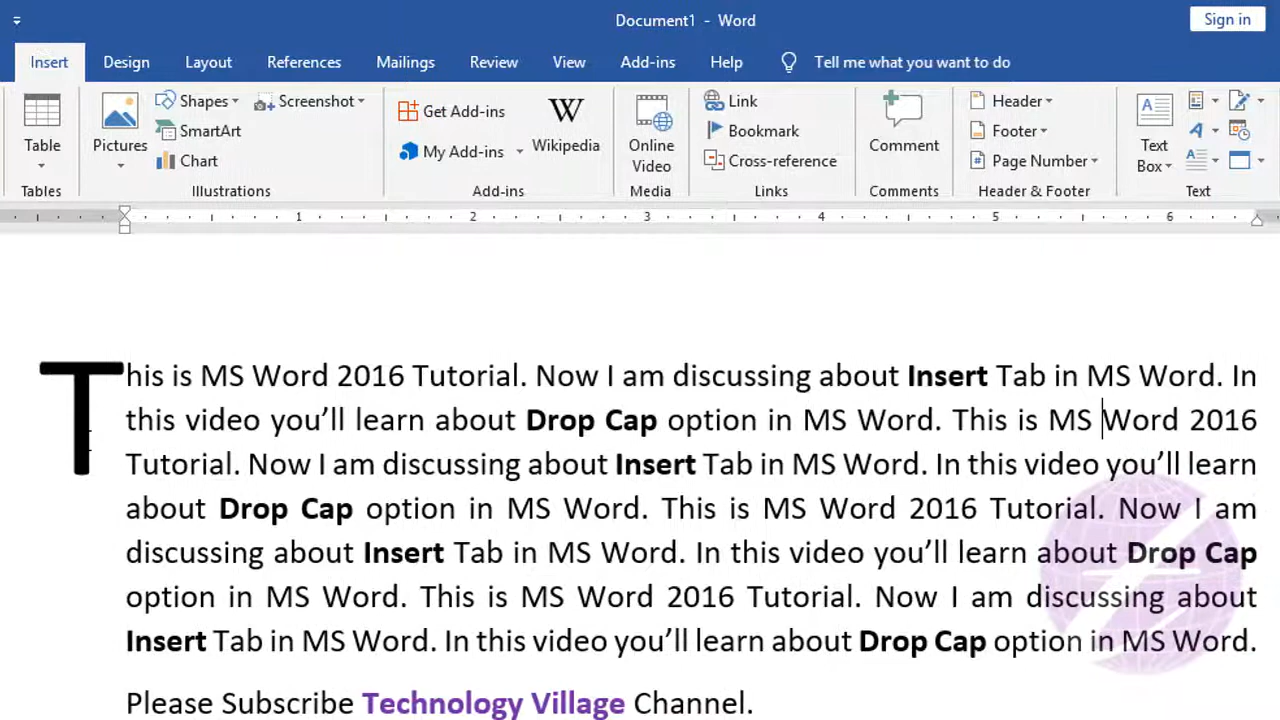 Document1 - Word
Sign in
Insert Design Layout References Mailings Review View Add-ins Help Tell me what you want to do
Table
Pictures
Shapes
SmartArt
Chart
Screenshot
Get Add-ins
My Add-ins
W
Wikipedia
Online
Video
Link
Bookmark
Cross-reference
Comment
Header
Footer
Page Number
A
Text
Box
Tables Illustrations Add-ins Media Links Comments Header & Footer Text
1 2 3 4 5 6
This is MS Word 2016 Tutorial. Now I am discussing about Insert Tab in MS Word. In
this video you’ll learn about Drop Cap option in MS Word. This is MS Word 2016
Tutorial. Now I am discussing about Insert Tab in MS Word. In this video you’ll learn
about Drop Cap option in MS Word. This is MS Word 2016 Tutorial. Now I am
discussing about Insert Tab in MS Word. In this video you’ll learn about Drop Cap
option in MS Word. This is MS Word 2016 Tutorial. Now I am discussing about
Insert Tab in MS Word. In this video you’ll learn about Drop Cap option in MS Word.
Please Subscribe Technology Village Channel.